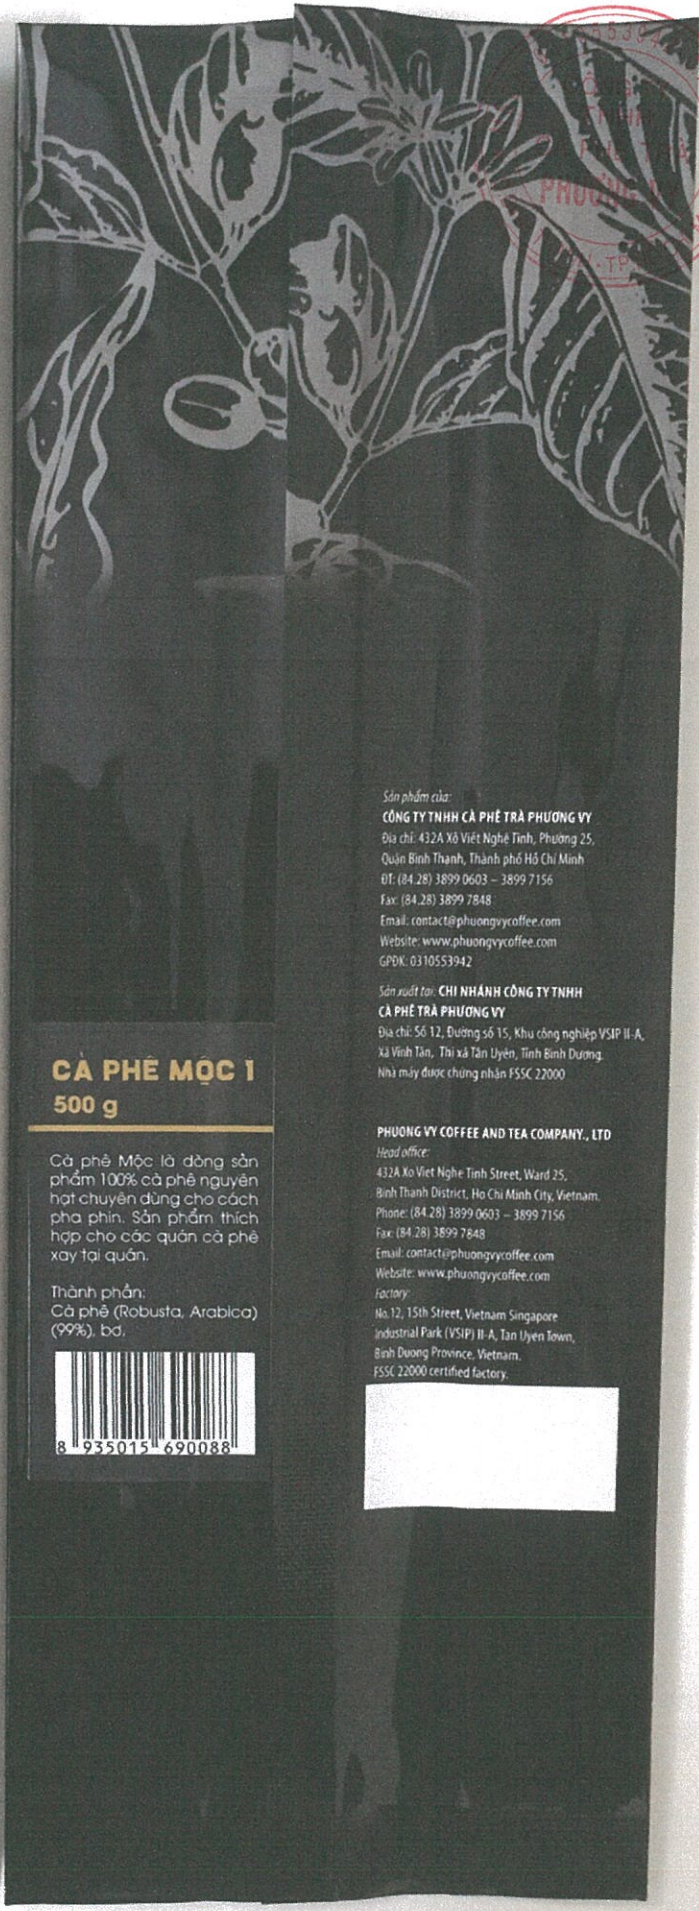 PHƯƠNG VY
CÀ PHÊ MỘC 1
500 g
Cà phê Mộc là dòng sản
phẩm 100% cà phê nguyên
hạt chuyên dùng cho cách
pha phin. Sản phẩm thích
hợp cho các quán cà phê
xay tại quán.
Thành phần:
Cà phê (Robusta, Arabica)
(99%), bơ.
8 935015 690088
Sản phẩm của:
CÔNG TY TNHH CÀ PHÊ TRÀ PHƯƠNG VY
Địa chỉ: 432A Xô Viết Nghệ Tĩnh, Phường 25,
Quận Bình Thạnh, Thành phố Hồ Chí Minh
ĐT: (84.28) 3899 0603 – 3899 7156
Fax: (84.28) 3899 7848
Email: contact@phuongvycoffee.com
Website: www.phuongvycoffee.com
GPĐK: 0310553942
Sản xuất tại: CHI NHÁNH CÔNG TY TNHH
CÀ PHÊ TRÀ PHƯƠNG VY
Địa chỉ: Số 12, Đường số 15, Khu công nghiệp VSIP II-A,
Xã Vĩnh Tân, Thị xã Tân Uyên, Tỉnh Bình Dương.
Nhà máy được chứng nhận FSSC 22000
PHUONG VY COFFEE AND TEA COMPANY., LTD
Head office:
432A Xo Viet Nghe Tinh Street, Ward 25,
Binh Thanh District, Ho Chi Minh City, Vietnam.
Phone: (84.28) 3899 0603 – 3899 7156
Fax: (84.28) 3899 7848
Email: contact@phuongvycoffee.com
Website: www.phuongvycoffee.com
Factory:
No.12, 15th Street, Vietnam Singapore
Industrial Park (VSIP) II-A, Tan Uyen Town,
Binh Duong Province, Vietnam.
FSSC 22000 certified factory.